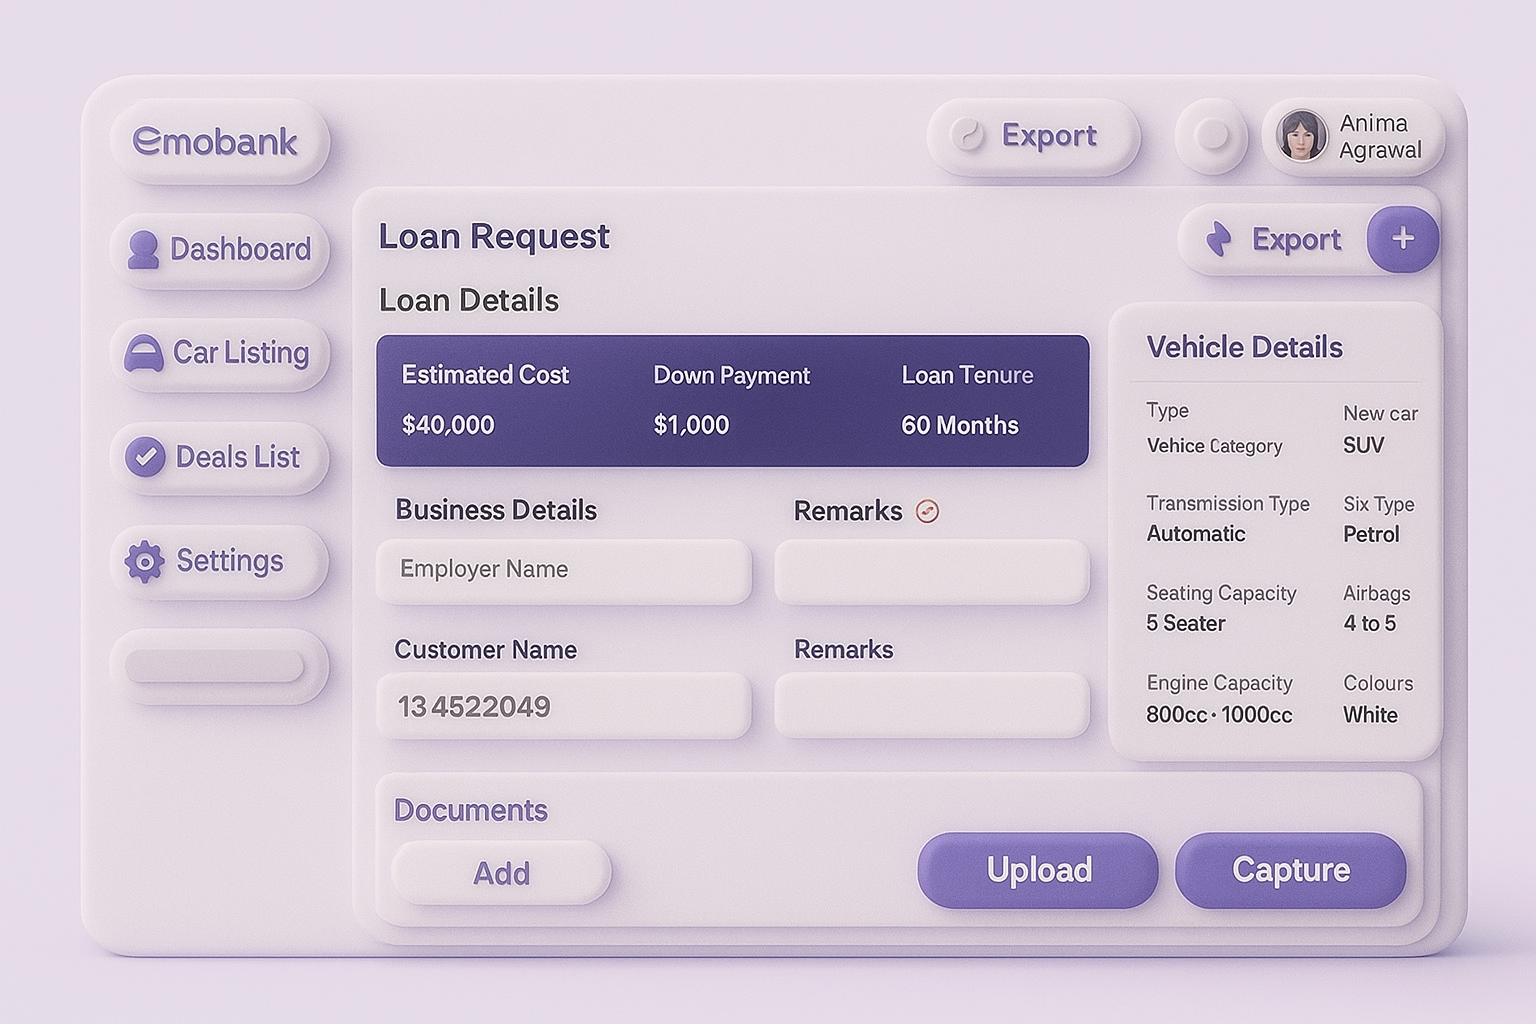 emobank
Export
Anima
Agrawal
Dashboard
Car Listing
Deals List
Settings
Loan Request
Export
+
Loan Details
Estimated Cost
Down Payment
Loan Tenure
$40,000
$1,000
60 Months
Business Details
Remarks
Employer Name
Customer Name
Remarks
13 4522049
Vehicle Details
Type
New car
Vehice Category
SUV
Transmission Type
Six Type
Automatic
Petrol
Seating Capacity
Airbags
5 Seater
4 to 5
Engine Capacity
Colours
800cc · 1000cc
White
Documents
Add
Upload
Capture